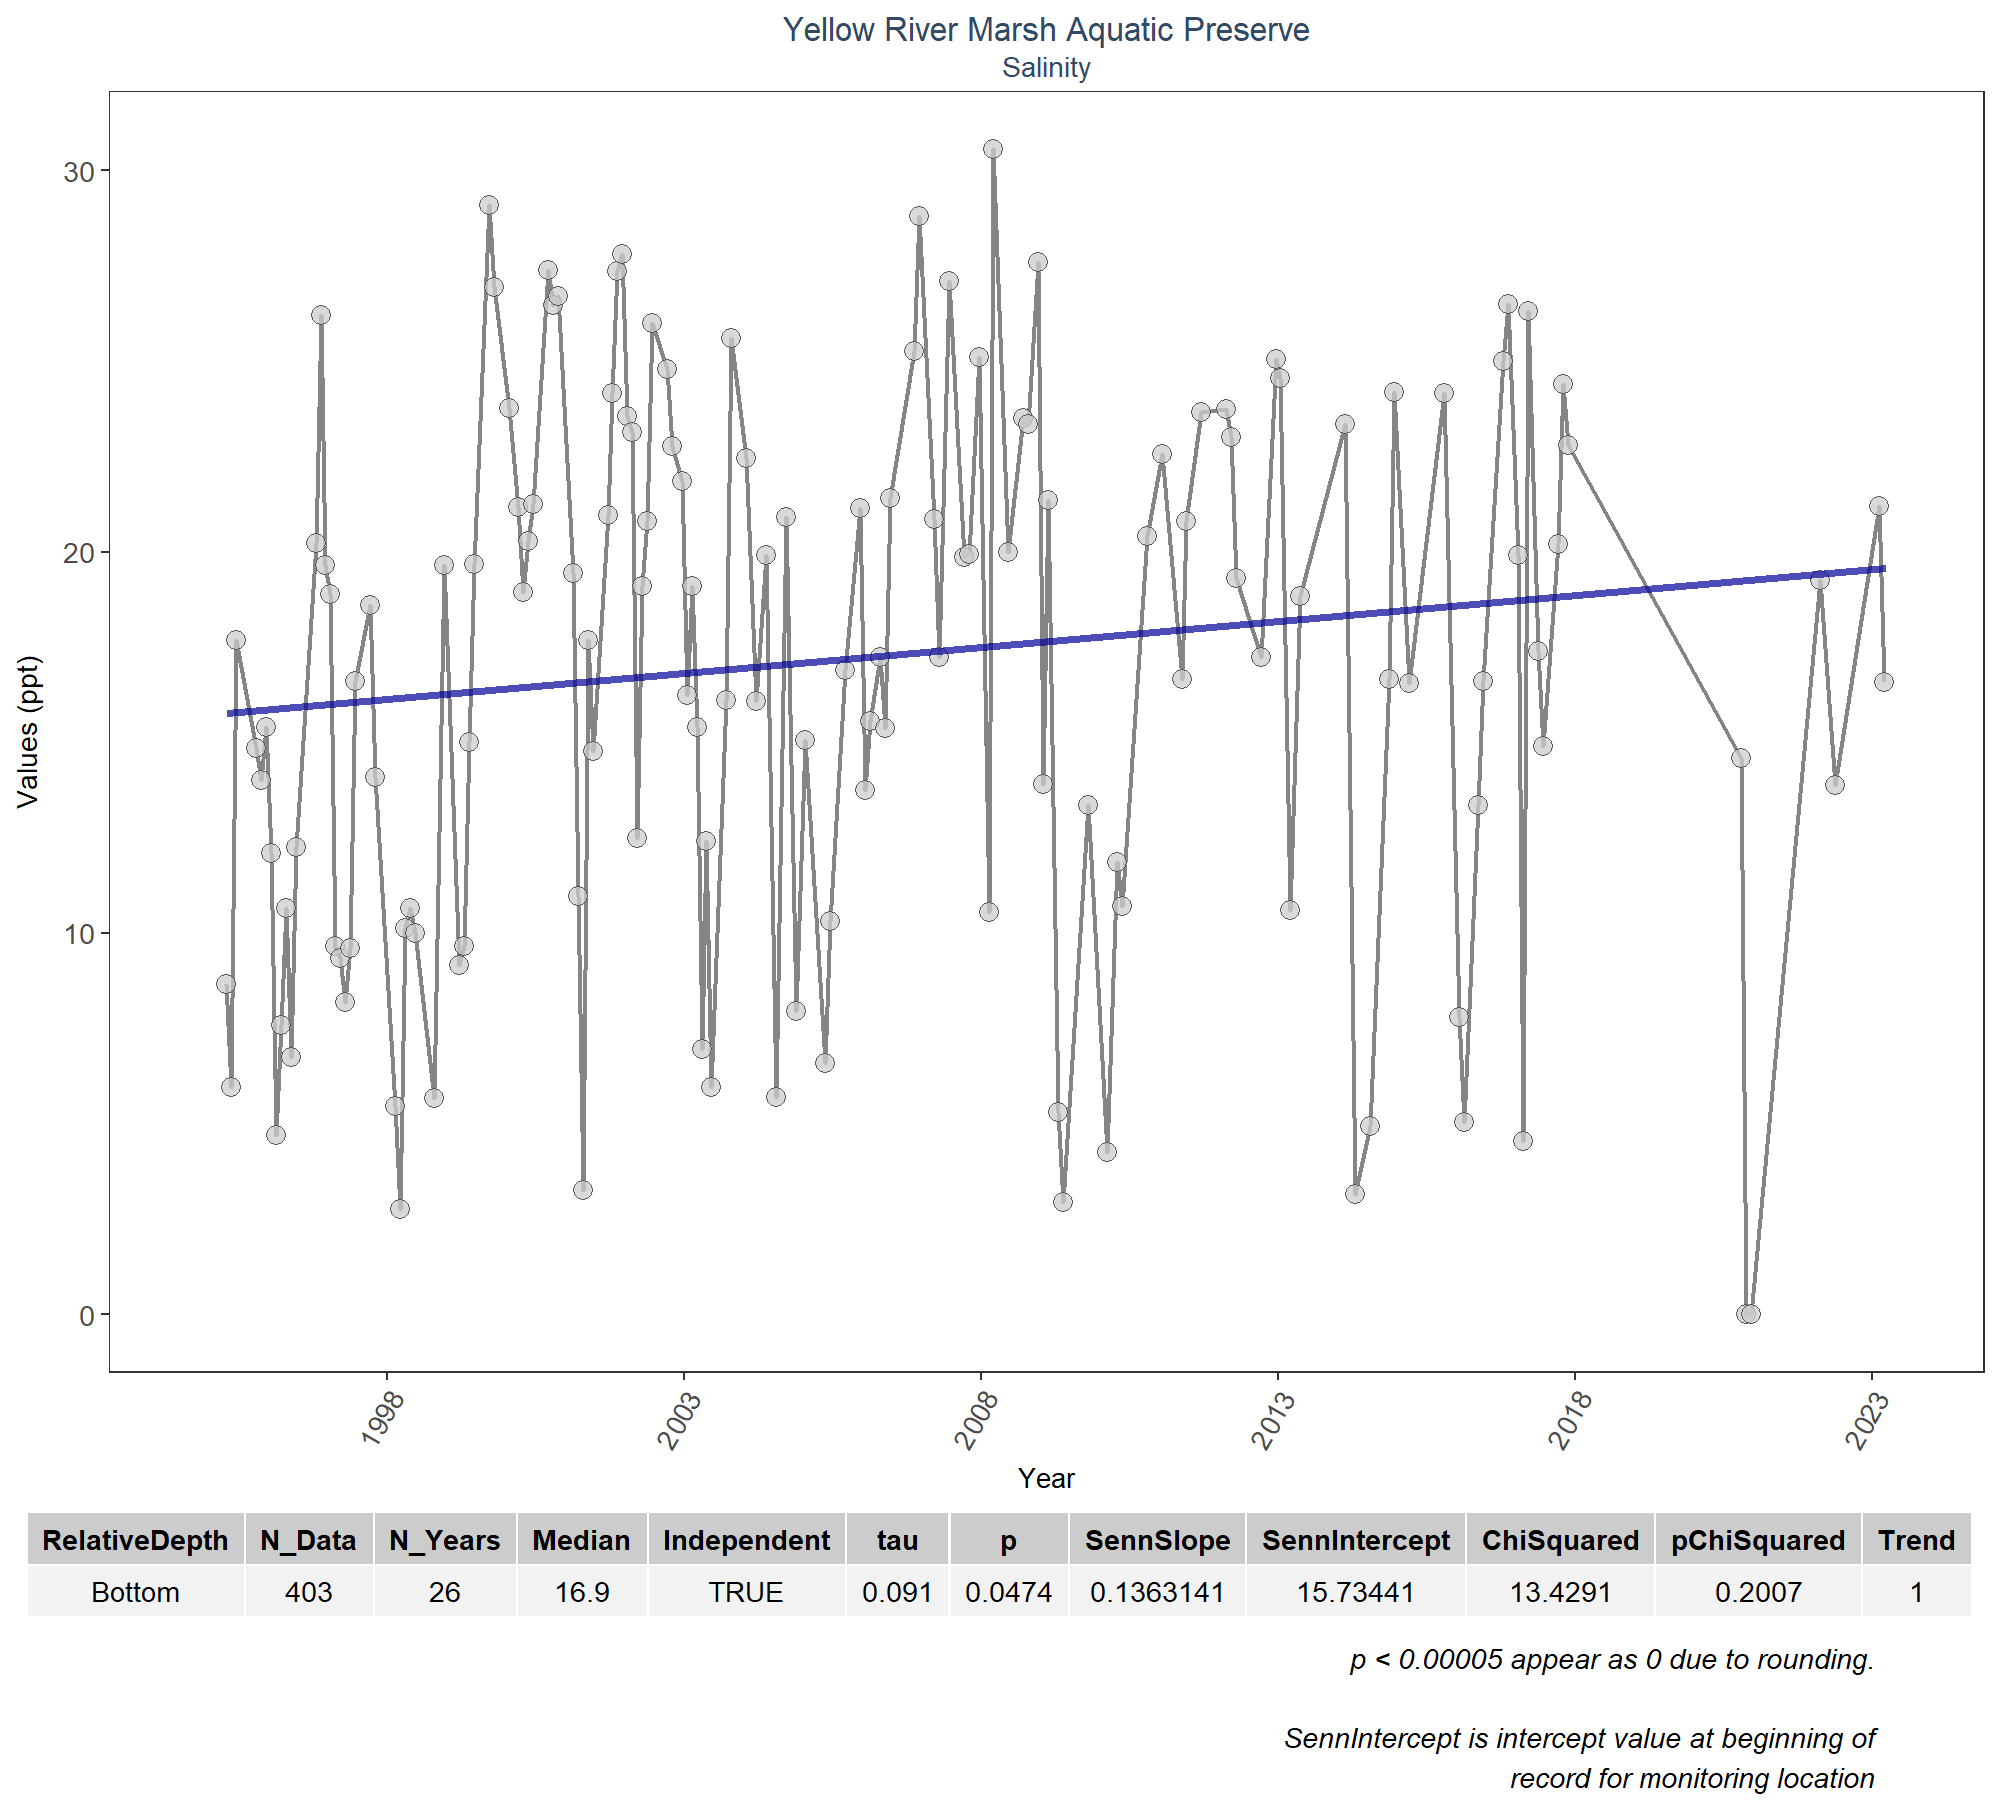 Yellow River Marsh Aquatic Preserve
Salinity
Values (ppt)
30
20
10
0
1998 2003 2008 2013 2018 2023
Year
RelativeDepth N_Data N_Years Median Independent tau p SennSlope SennIntercept ChiSquared pChiSquared Trend
Bottom 403 26 16.9 TRUE 0.091 0.0474 0.1363141 15.73441 13.4291 0.2007 1
p < 0.00005 appear as 0 due to rounding.
SennIntercept is intercept value at beginning of
record for monitoring location